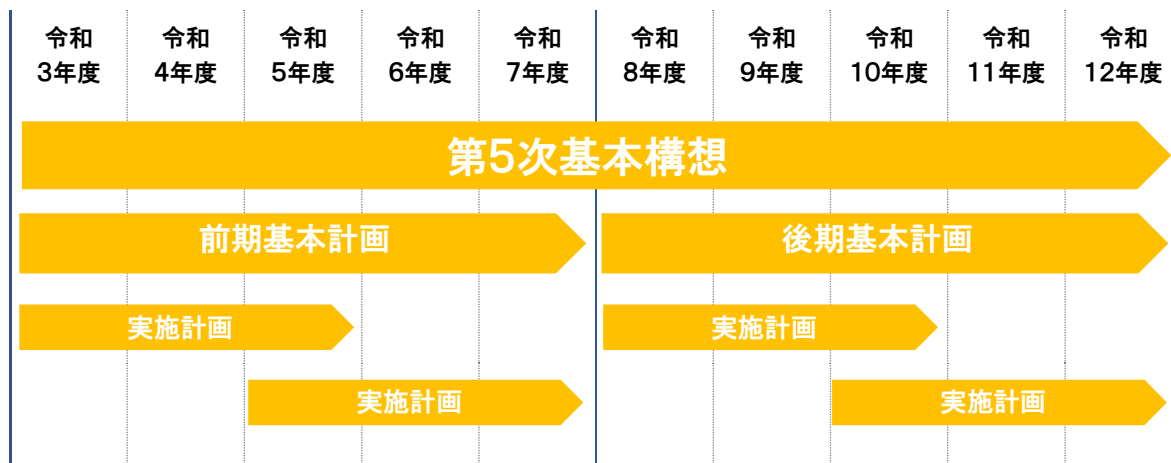 令和
3年度
令和
4年度
令和
5年度
令和
6年度
令和
7年度
令和
8年度
令和
9年度
令和
10年度
令和
11年度
令和
12年度
第5次基本構想
前期基本計画
後期基本計画
実施計画
実施計画
実施計画
実施計画